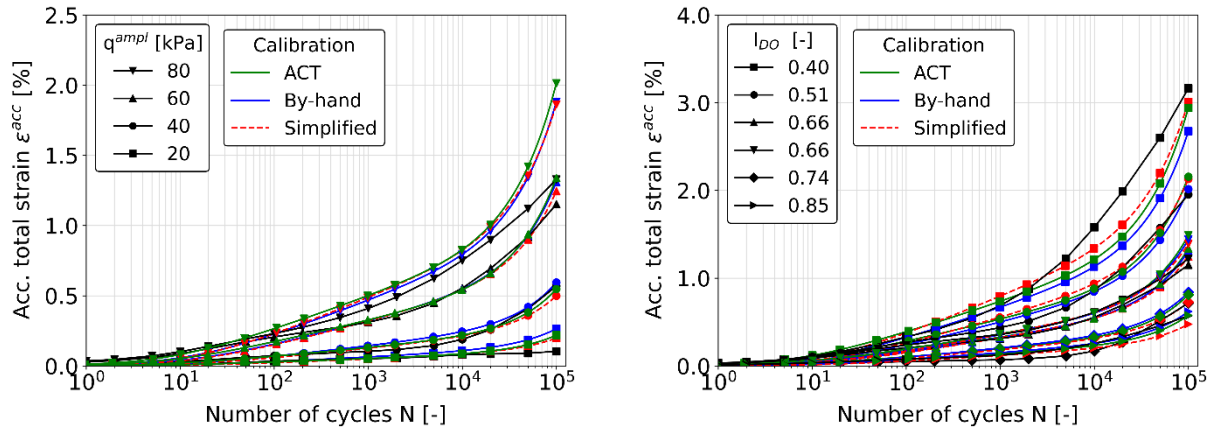 2.5
2.0
1.5
1.0
0.5
0.0
Acc. total strain ε^acc [%]
10^0
10^1
10^2
10^3
10^4
10^5
Number of cycles N [-]
q^ampl [kPa]
80
60
40
20
Calibration
ACT
By-hand
Simplified
4.0
3.0
2.0
1.0
0.0
Acc. total strain ε^acc [%]
10^0
10^1
10^2
10^3
10^4
10^5
Number of cycles N [-]
I_D0 [-]
0.40
0.51
0.66
0.66
0.74
0.85
Calibration
ACT
By-hand
Simplified